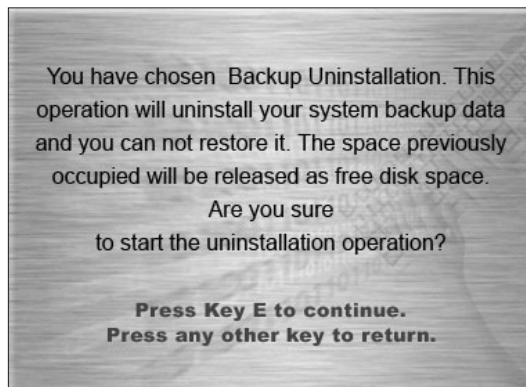 You have chosen  Backup Uninstallation. This
operation will uninstall your system backup data
and you can not restore it. The space previously
occupied will be released as free disk space.
Are you sure
to start the uninstallation operation?
Press Key E to continue.
Press any other key to return.